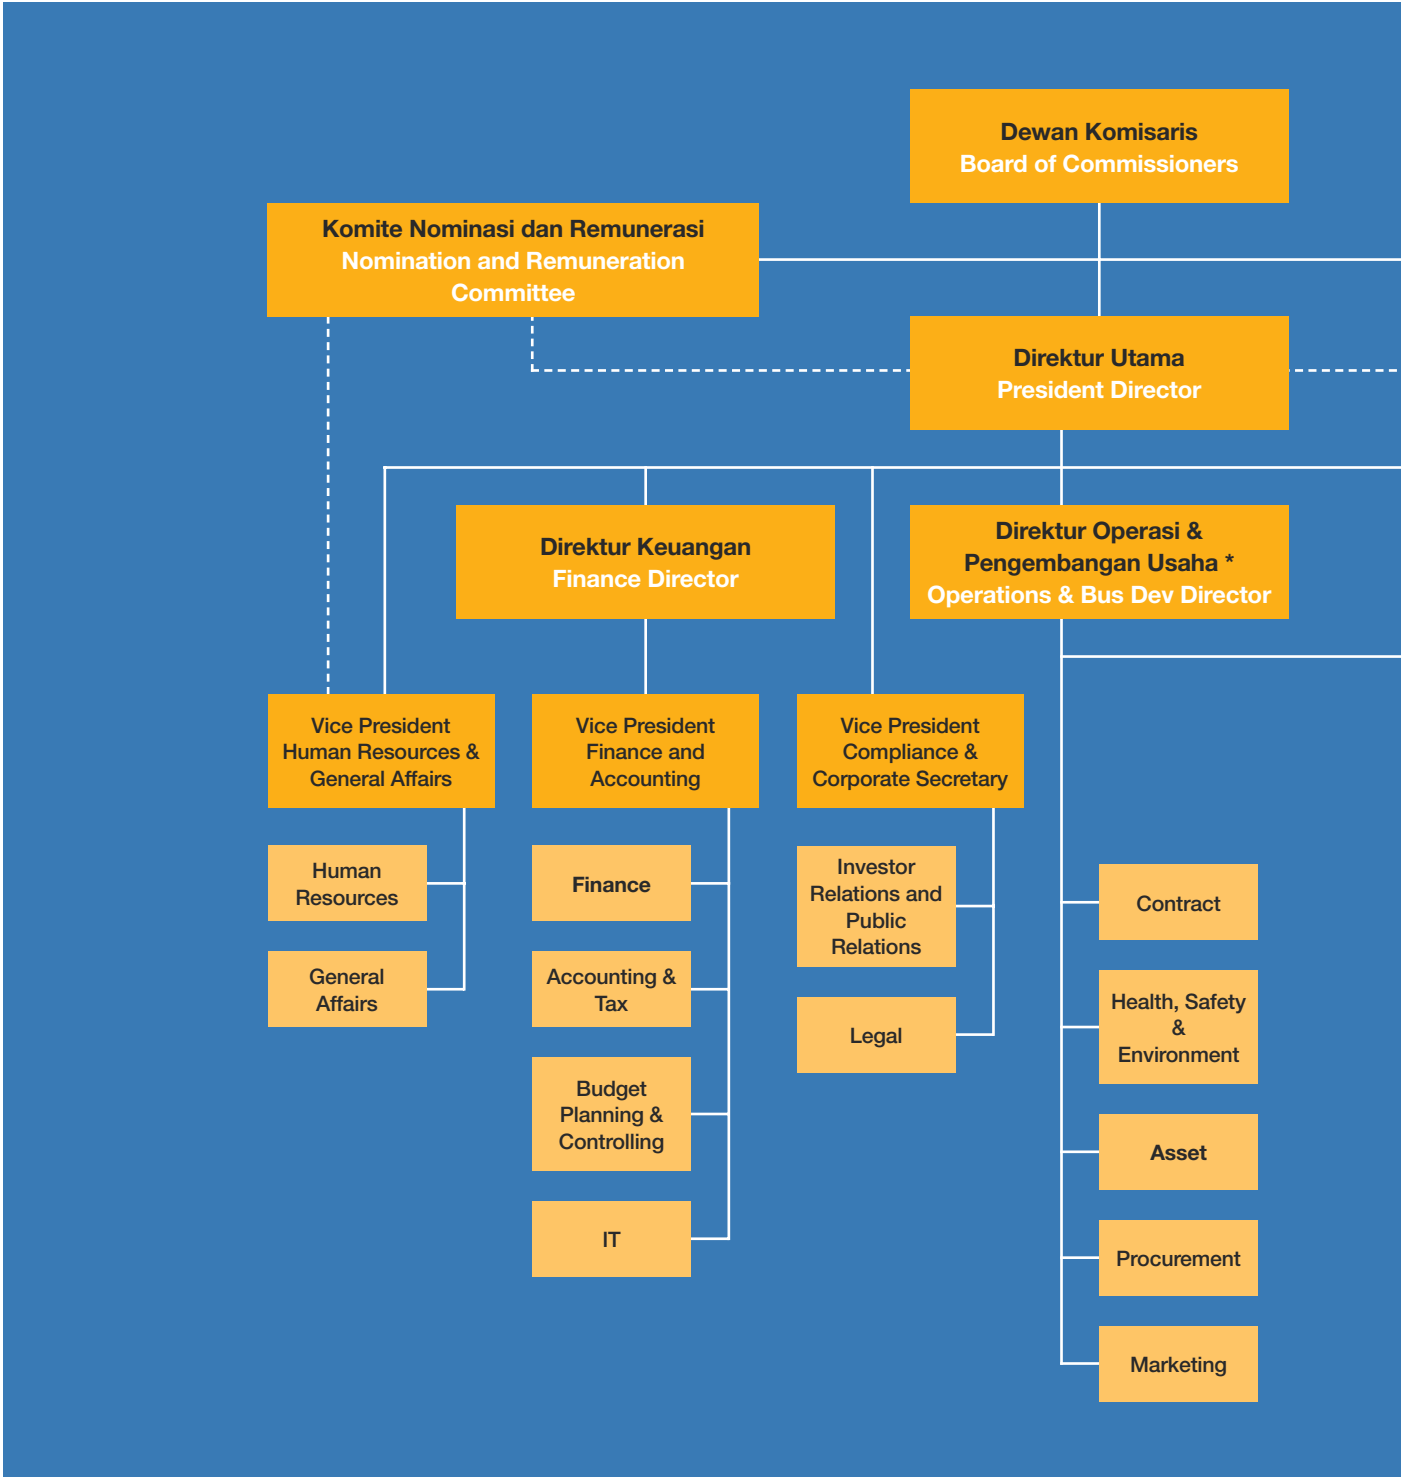 Dewan Komisaris
Board of Commissioners
Komite Nominasi dan Remunerasi
Nomination and Remuneration
Committee
Direktur Utama
President Director
Direktur Keuangan
Finance Director
Direktur Operasi &
Pengembangan Usaha *
Operations & Bus Dev Director
Vice President
Human Resources &
General Affairs
Vice President
Finance and
Accounting
Vice President
Compliance &
Corporate Secretary
Human
Resources
General
Affairs
Finance
Accounting &
Tax
Budget
Planning &
Controlling
IT
Investor
Relations and
Public
Relations
Legal
Contract
Health, Safety
&
Environment
Asset
Procurement
Marketing